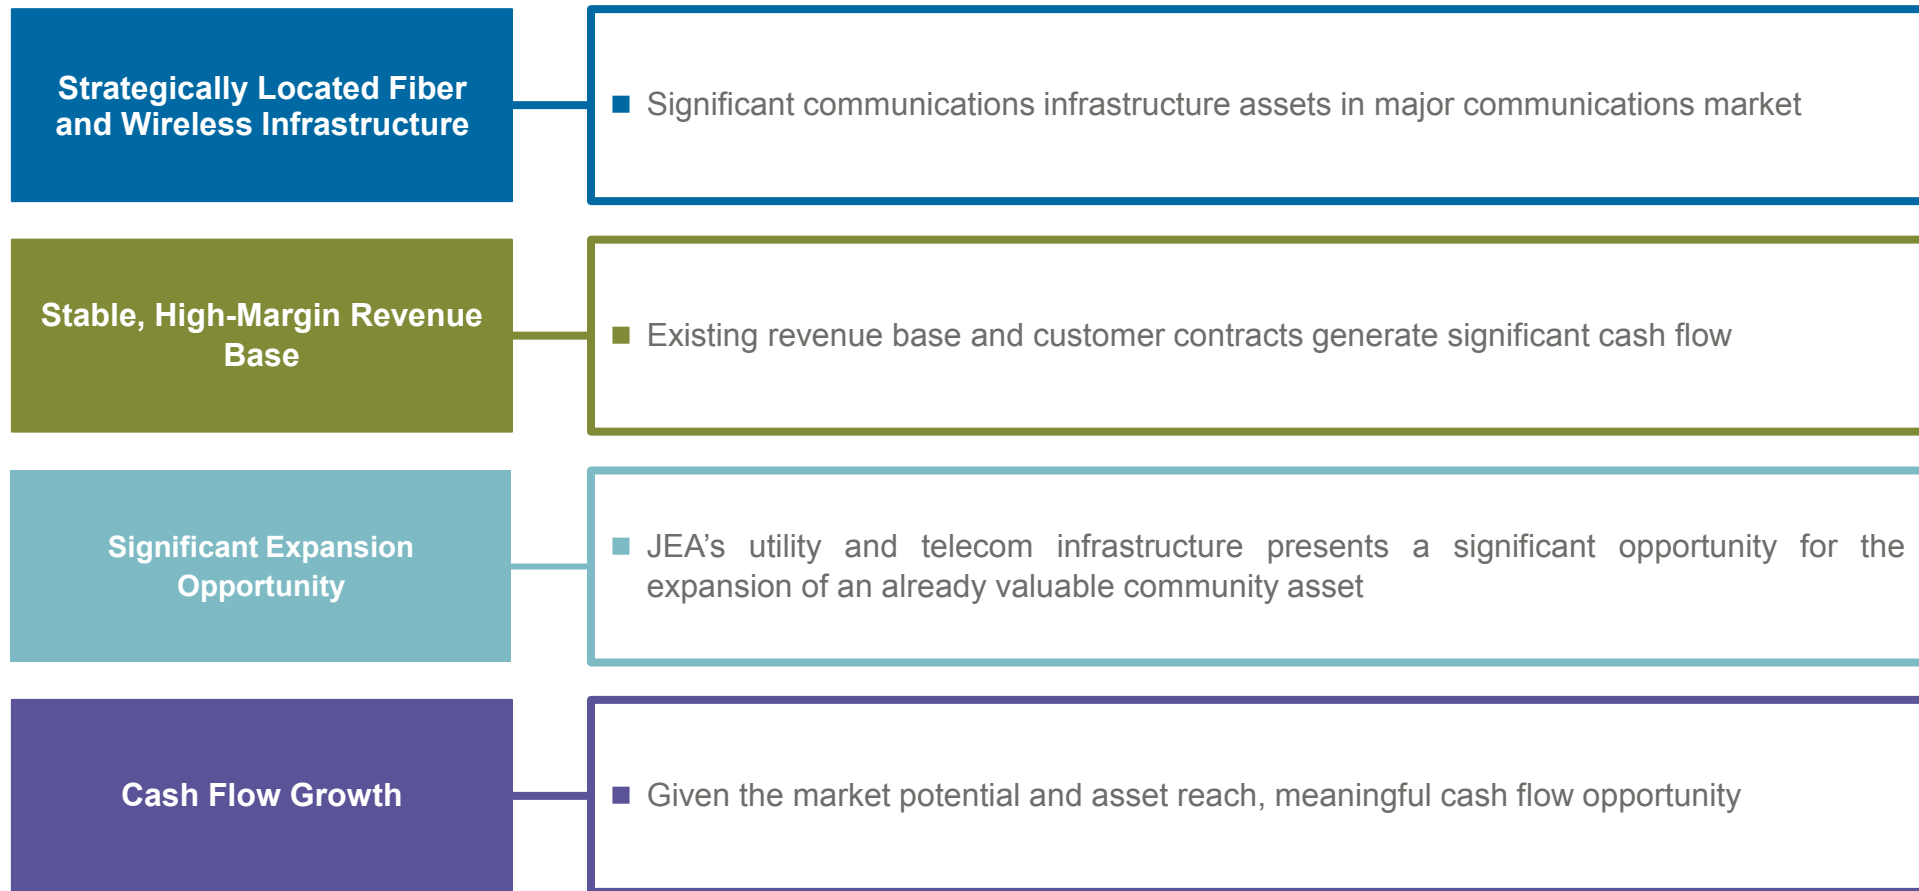 Strategically Located Fiber
and Wireless Infrastructure
■ Significant communications infrastructure assets in major communications market
Stable, High-Margin Revenue
Base
■ Existing revenue base and customer contracts generate significant cash flow
Significant Expansion
Opportunity
■ JEA’s utility and telecom infrastructure presents a significant opportunity for the
expansion of an already valuable community asset
Cash Flow Growth
■ Given the market potential and asset reach, meaningful cash flow opportunity